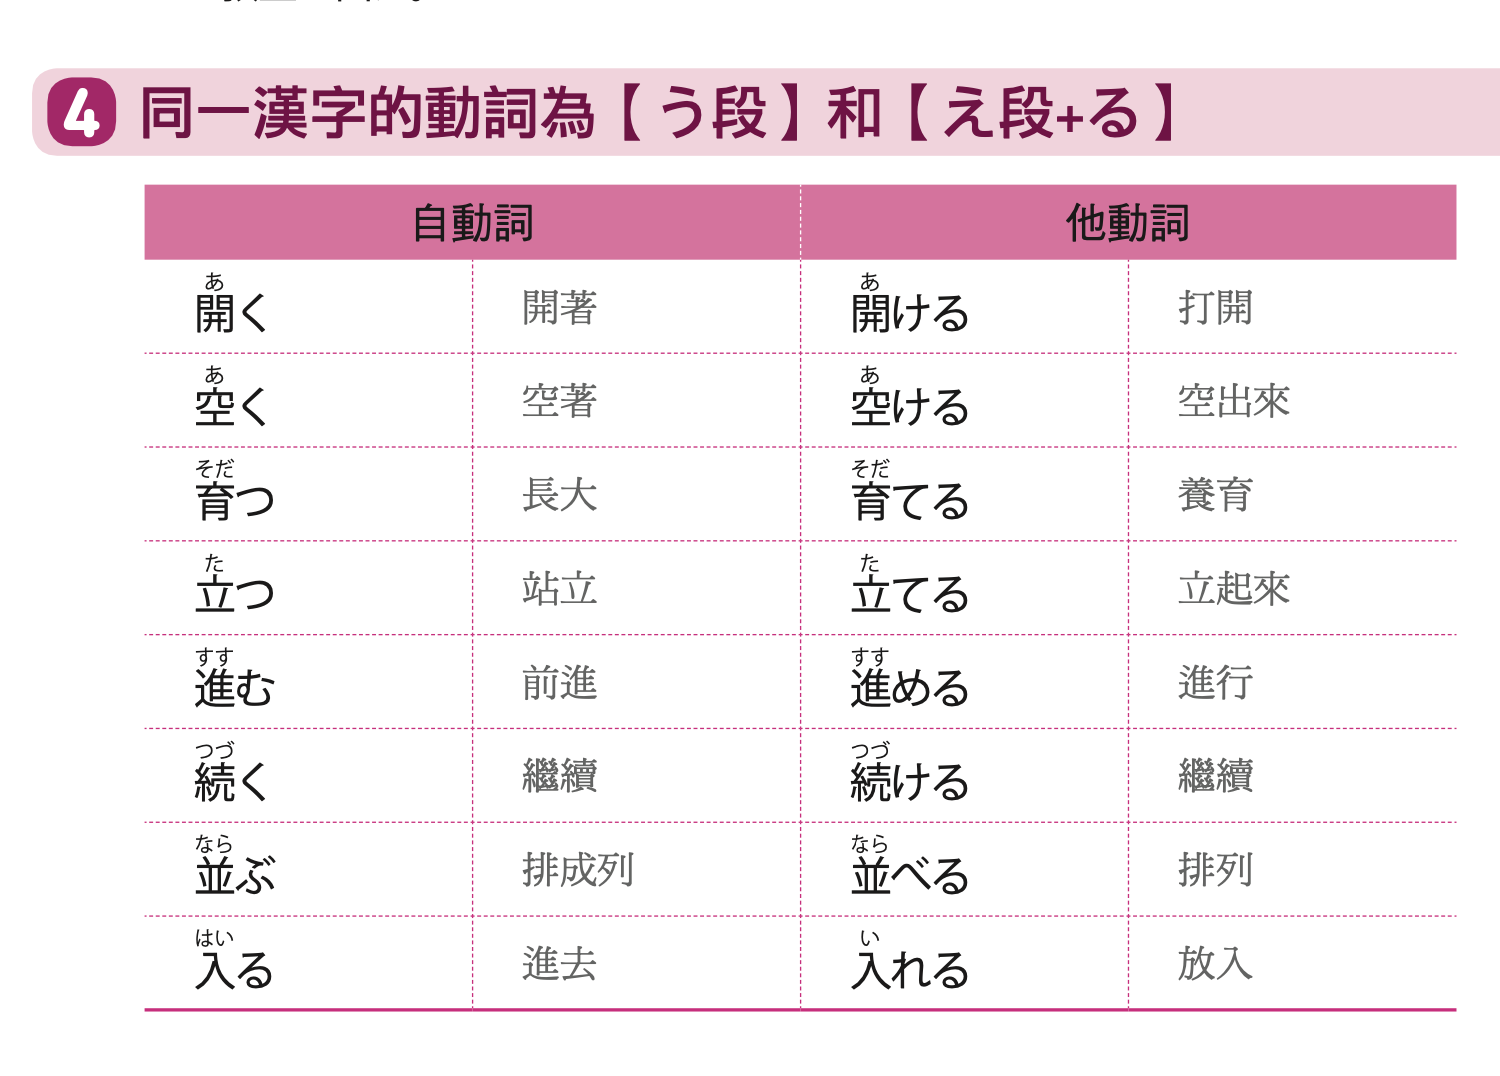 4 同一漢字的動詞為【う段】和【え段+る】
自動詞 他動詞
あ あ
開く 開著 開ける 打開
あ あ
空く 空著 空ける 空出來
そだ そだ
育つ 長大 育てる 養育
た た
立つ 站立 立てる 立起來
すす すす
進む 前進 進める 進行
つづ つづ
続く 繼續 続ける 繼續
なら なら
並ぶ 排成列 並べる 排列
はい い
入る 進去 入れる 放入